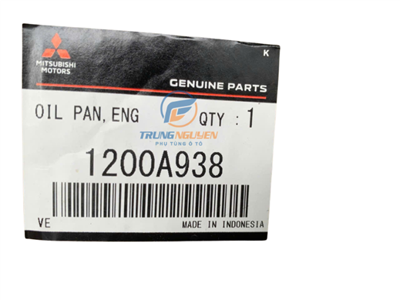 K
MITSUBISHI
MOTORS
GENUINE PARTS
OIL PAN, ENG QTY : 1
TRUNG NGUYEN
PHỤ TÙNG Ô TÔ
1200A938
VE MADE IN INDONESIA